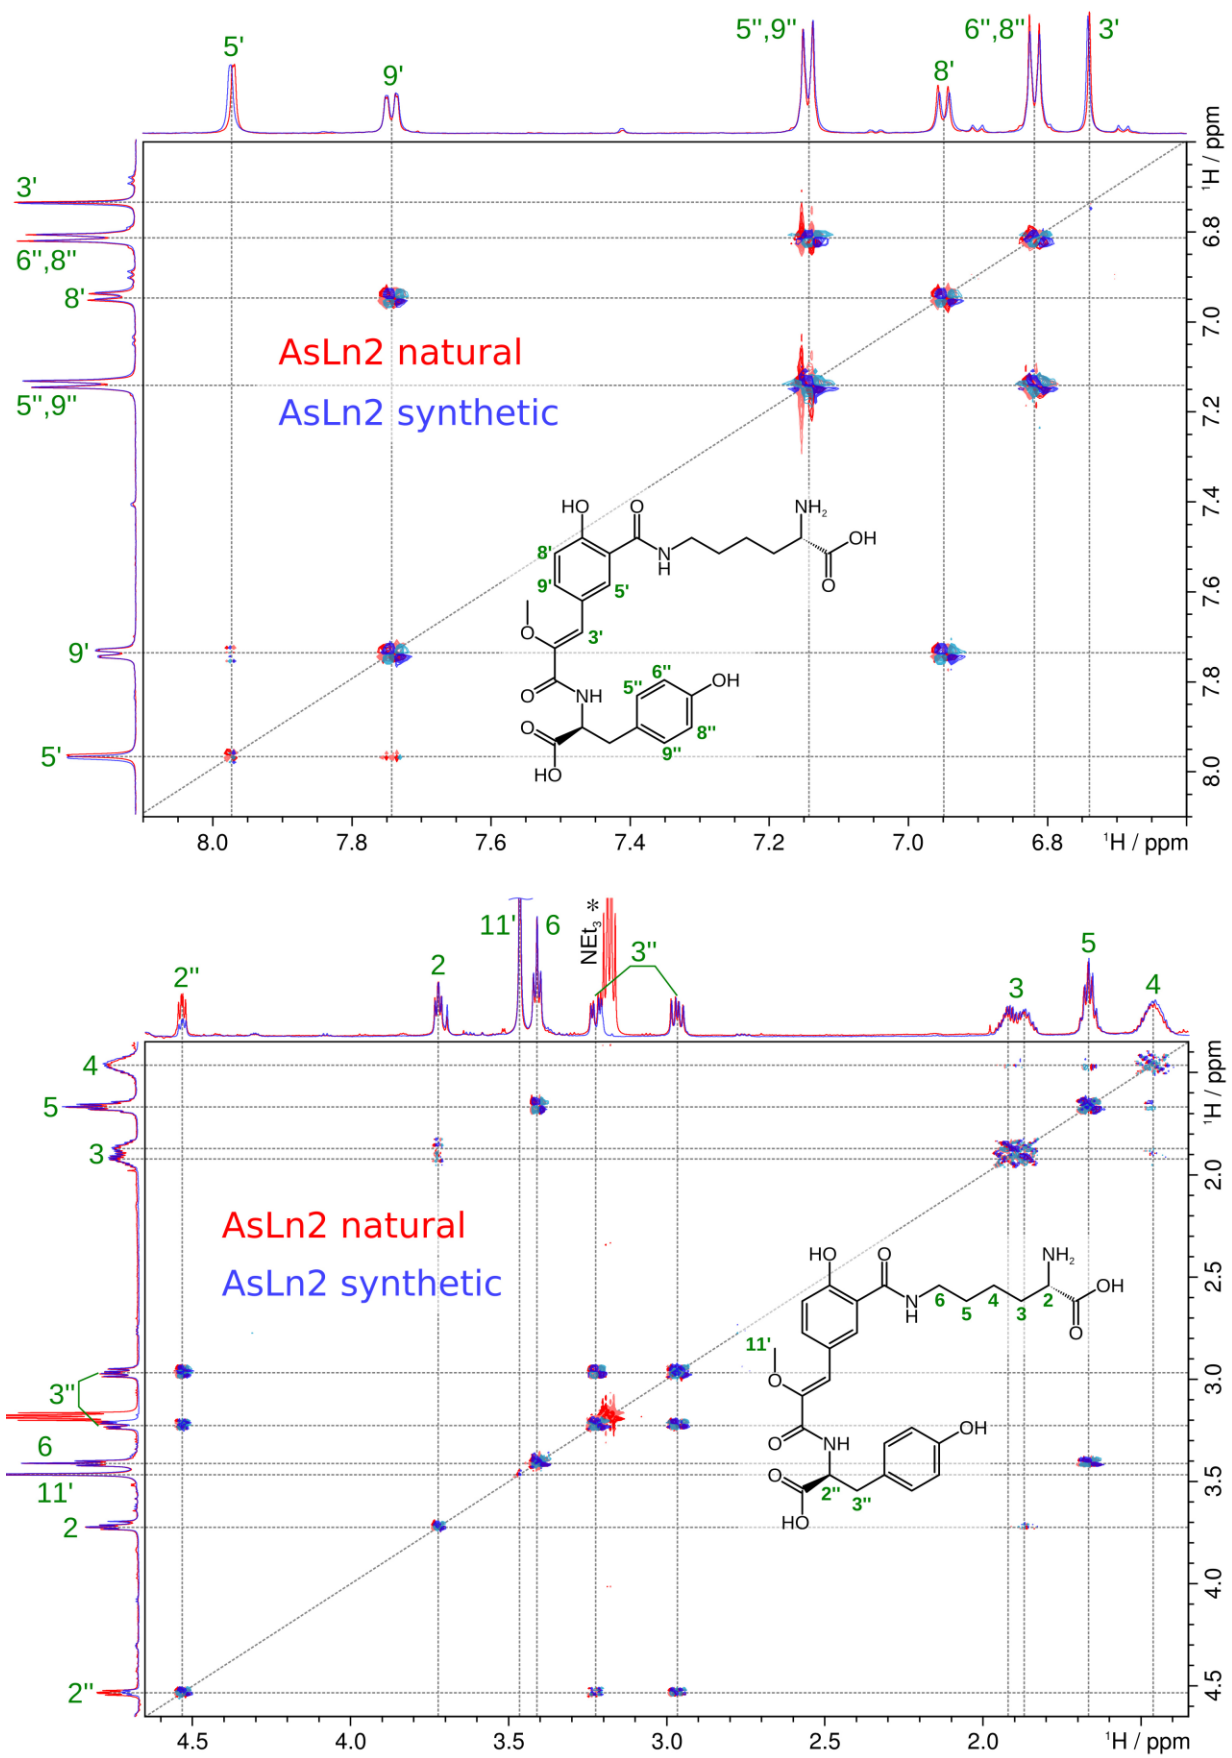 5'
9'
5'',9''
8'
6'',8''
3'
3'
6'',8''
8'
5'',9''
9'
5'
¹H / ppm
6.8
7.0
7.2
7.4
7.6
7.8
8.0
AsLn2 natural
AsLn2 synthetic
HO
O
NH₂
OH
N
H
O
8'
9'
5'
O
3'
O
NH
6''
5''
OH
8''
9''
O
HO
8.0
7.8
7.6
7.4
7.2
7.0
6.8
¹H / ppm
2''
2
11'
6
NEt₃ *
3''
3
5
4
4
5
3
3''
6
11'
2
2''
¹H / ppm
2.0
2.5
3.0
3.5
4.0
4.5
AsLn2 natural
AsLn2 synthetic
HO
O
NH₂
OH
N
H
6
5
4
3
2
O
11'
O
O
NH
OH
O
2''
3''
HO
4.5
4.0
3.5
3.0
2.5
2.0
¹H / ppm